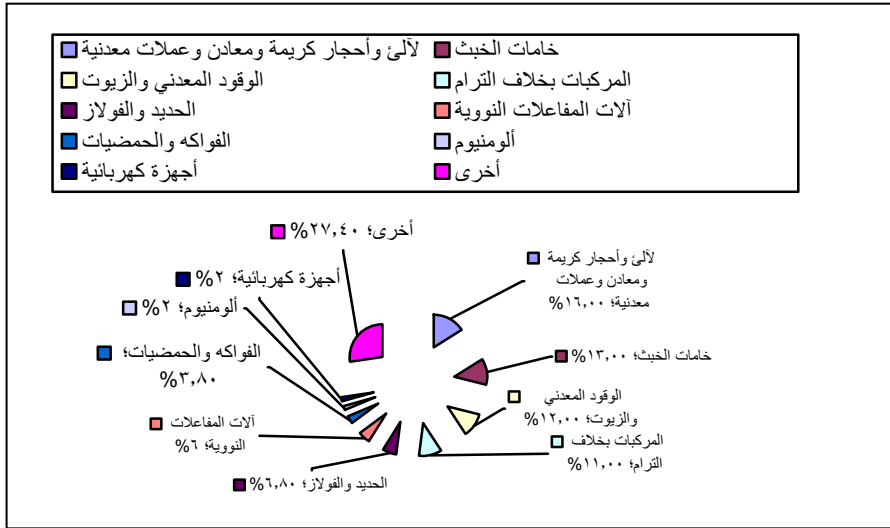 لآلئ وأحجار كريمة ومعادن وعملات معدنية
خامات الخبث
الوقود المعدني والزيوت
المركبات بخلاف الترام
الحديد والفولاز
آلات المفاعلات النووية
الفواكه والحمضيات
ألومنيوم
أجهزة كهربائية
أخرى
أخرى؛ ٢٧,٤٠%
أجهزة كهربائية؛ ٢%
ألومنيوم؛ ٢%
الفواكه والحمضيات؛
٣,٨٠%
آلات المفاعلات
النووية؛ ٦%
الحديد والفولاز؛ ٦,٨٠%
لآلئ وأحجار كريمة
ومعادن وعملات
معدنية؛ ١٦,٠٠%
خامات الخبث؛ ١٣,٠٠%
الوقود المعدني
والزيوت؛ ١٢,٠٠%
المركبات بخلاف
الترام؛ ١١,٠٠%